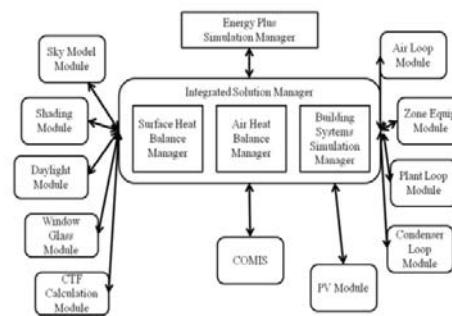 Energy Plus
Simulation Manager
Sky Model
Module
Shading
Module
Daylight
Module
Window
Glass
Module
CTF
Calculation
Module
Integrated Solution Manager
Surface Heat
Balance
Manager
Air Heat
Balance
Manager
Building
Systems
Simulation
Manager
COMIS
PV Module
Air Loop
Module
Zone Equip
Module
Plant Loop
Module
Condenser
Loop
Module